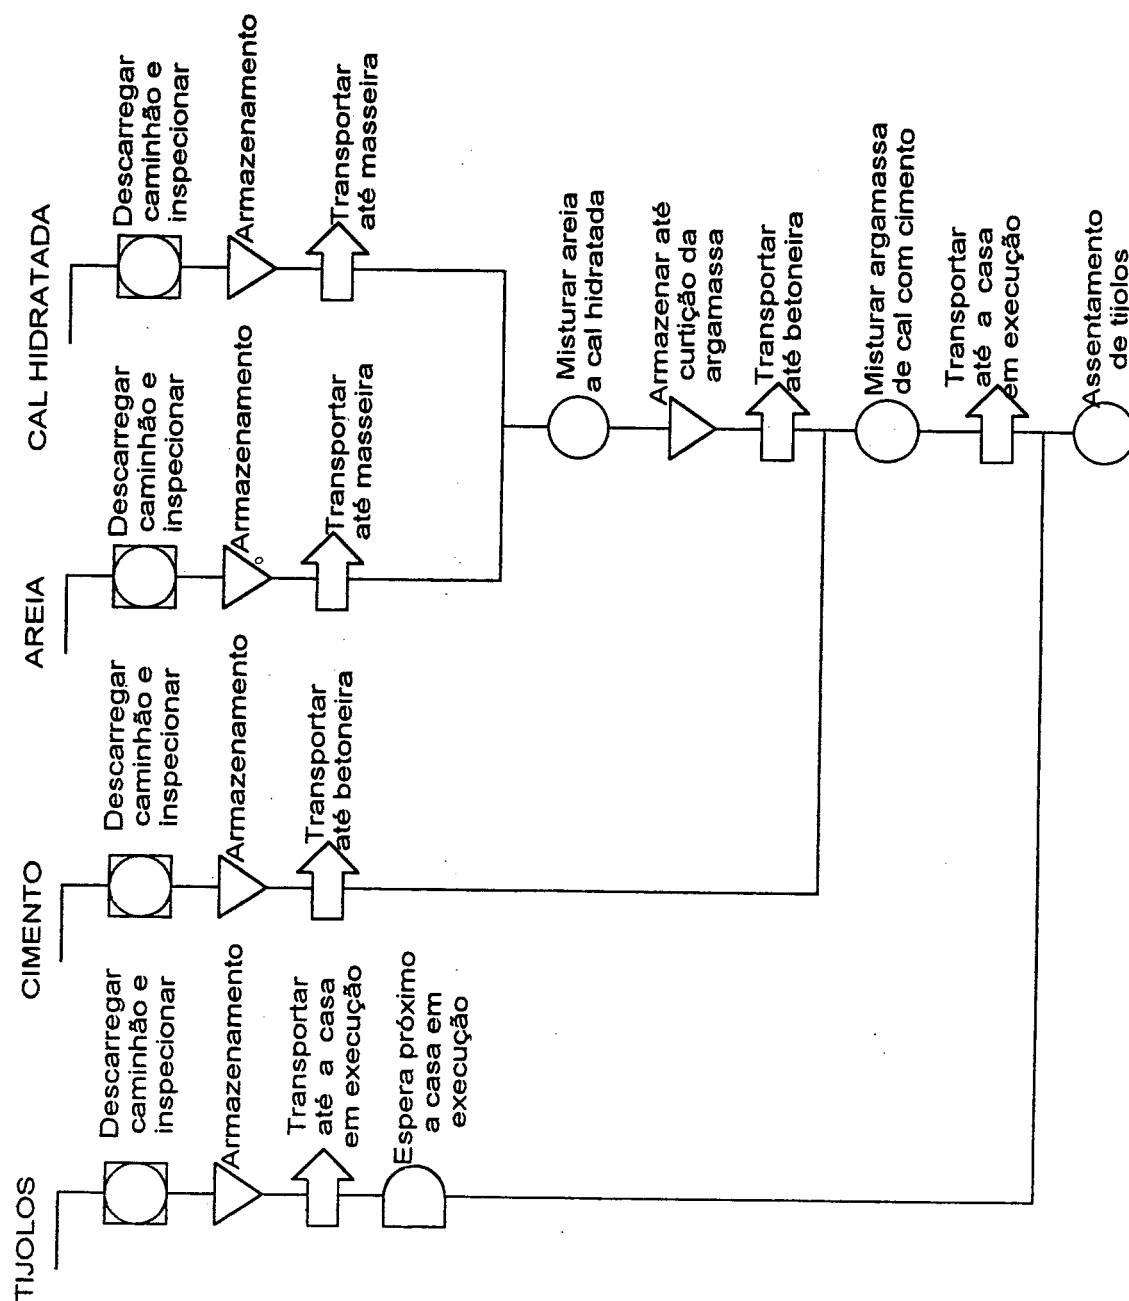 TIJOLOS
Descarregar
caminhão e
inspecionar
Armazenamento
Transportar
até a casa
em execução
Espera próximo
a casa em
execução
CIMENTO
Descarregar
caminhão e
inspecionar
Armazenamento
Transportar
até betoneira
AREIA
Descarregar
caminhão e
inspecionar
Armazenamento
Transportar
até masseira
CAL HIDRATADA
Descarregar
caminhão e
inspecionar
Armazenamento
Transportar
até masseira
Misturar areia
a cal hidratada
Armazenar até
curtição da
argamassa
Transportar
até betoneira
Misturar argamassa
de cal com cimento
Transportar
até a casa
em execução
Assentamento
de tijolos